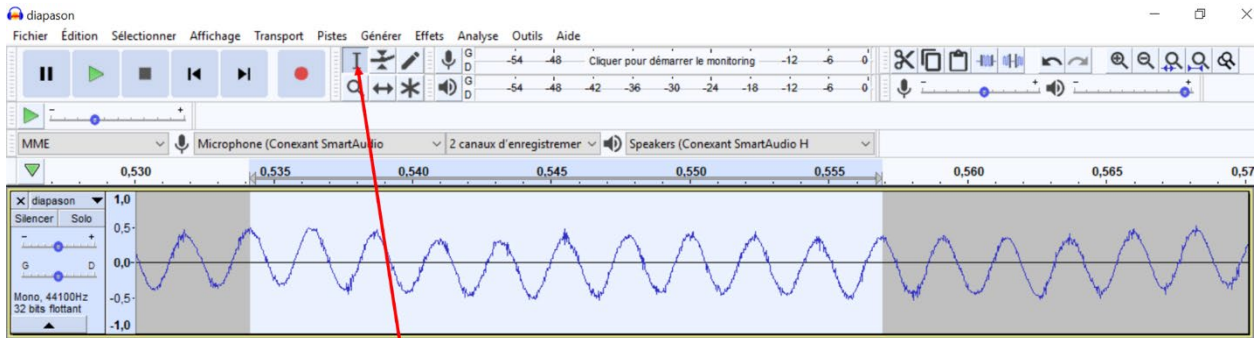 diapason
Fichier Édition Sélectionner Affichage Transport Pistes Générer Effets Analyse Outils Aide
G
D
-54 -48 Cliquer pour démarrer le monitoring -12 -6 0
G
D
-54 -48 -42 -36 -30 -24 -18 -12 -6 0
- +
- +
- +
MME Microphone (Conexant SmartAudio 2 canaux d'enregistremer Speakers (Conexant SmartAudio H
0,530 0,535 0,540 0,545 0,550 0,555 0,560 0,565 0,57
X diapason
Silencer Solo
- +
G D
Mono, 44100Hz
32 bits flottant
1,0
0,5-
0,0-
-0,5-
-1,0